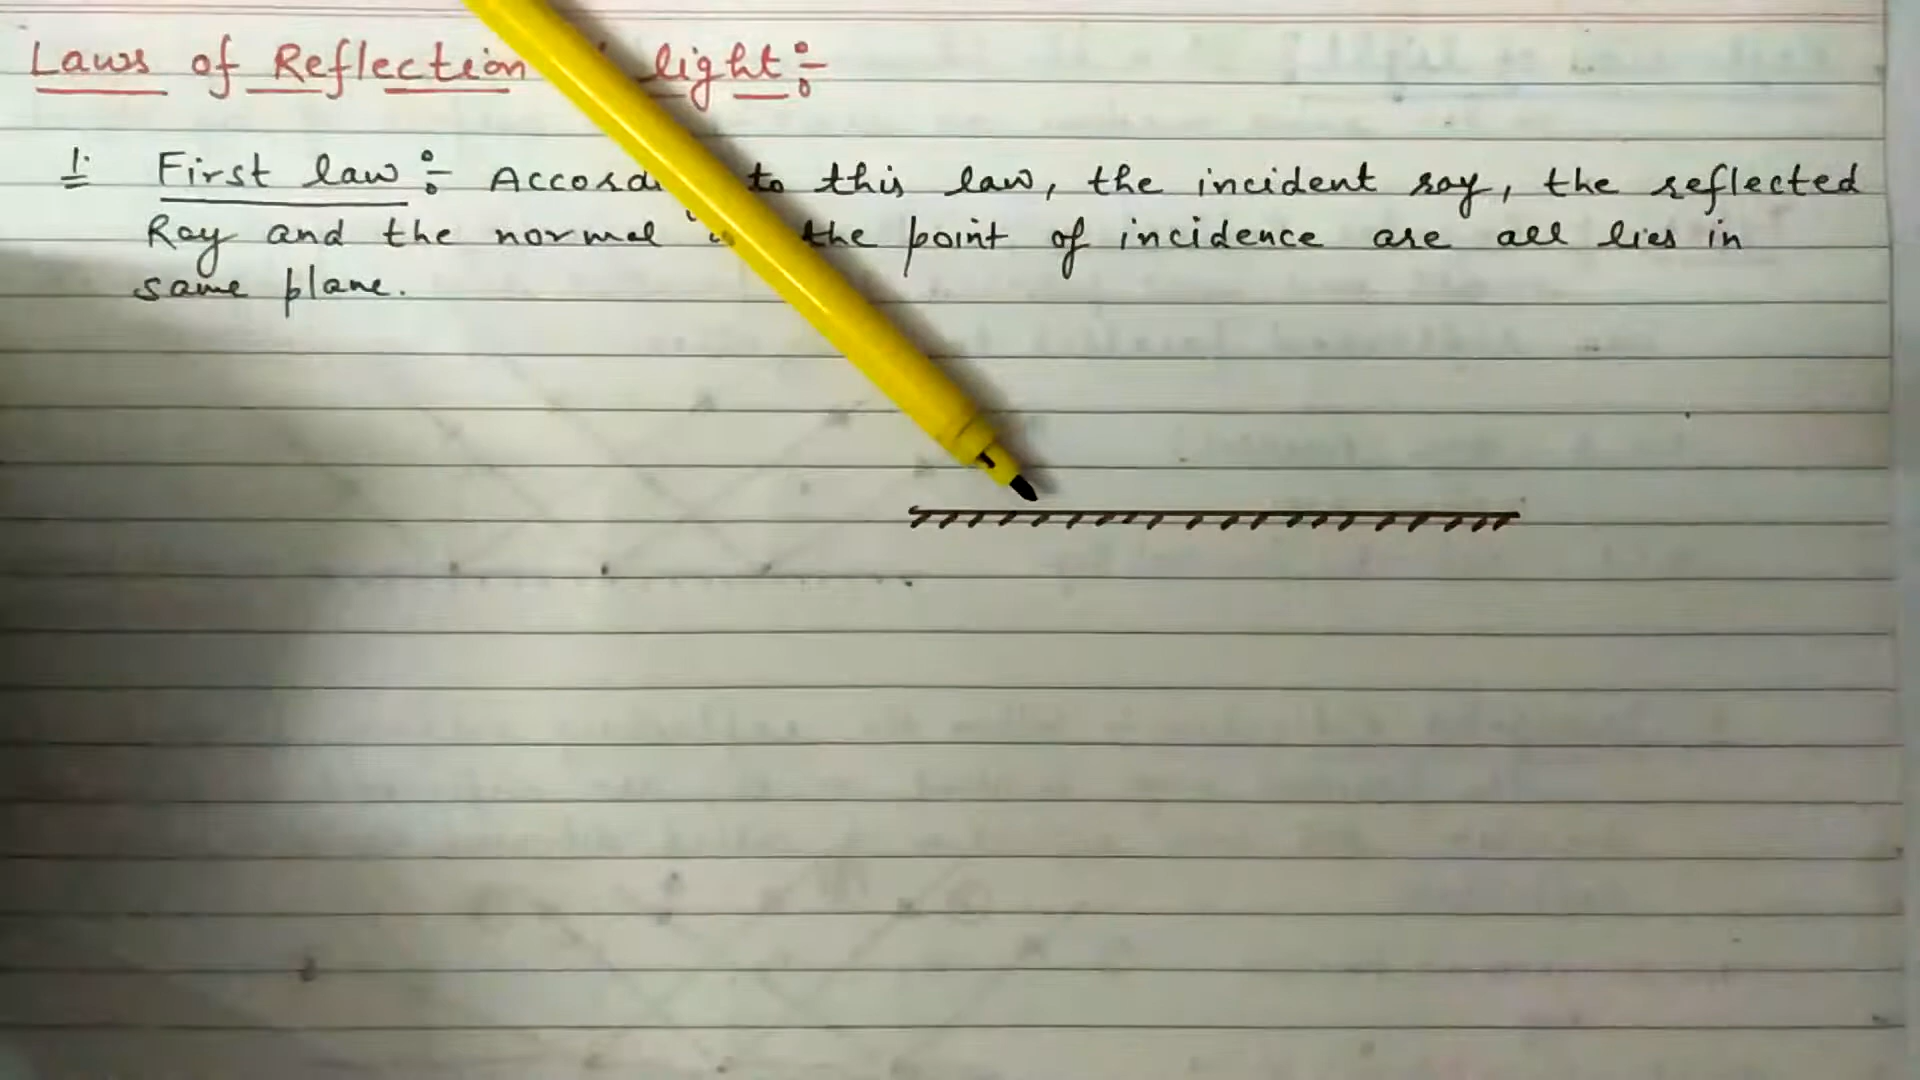 Laws of Reflection light:-
1. First law :- Accord to this law, the incident ray, the reflected
Ray and the normal the point of incidence are all lies in
same plane.